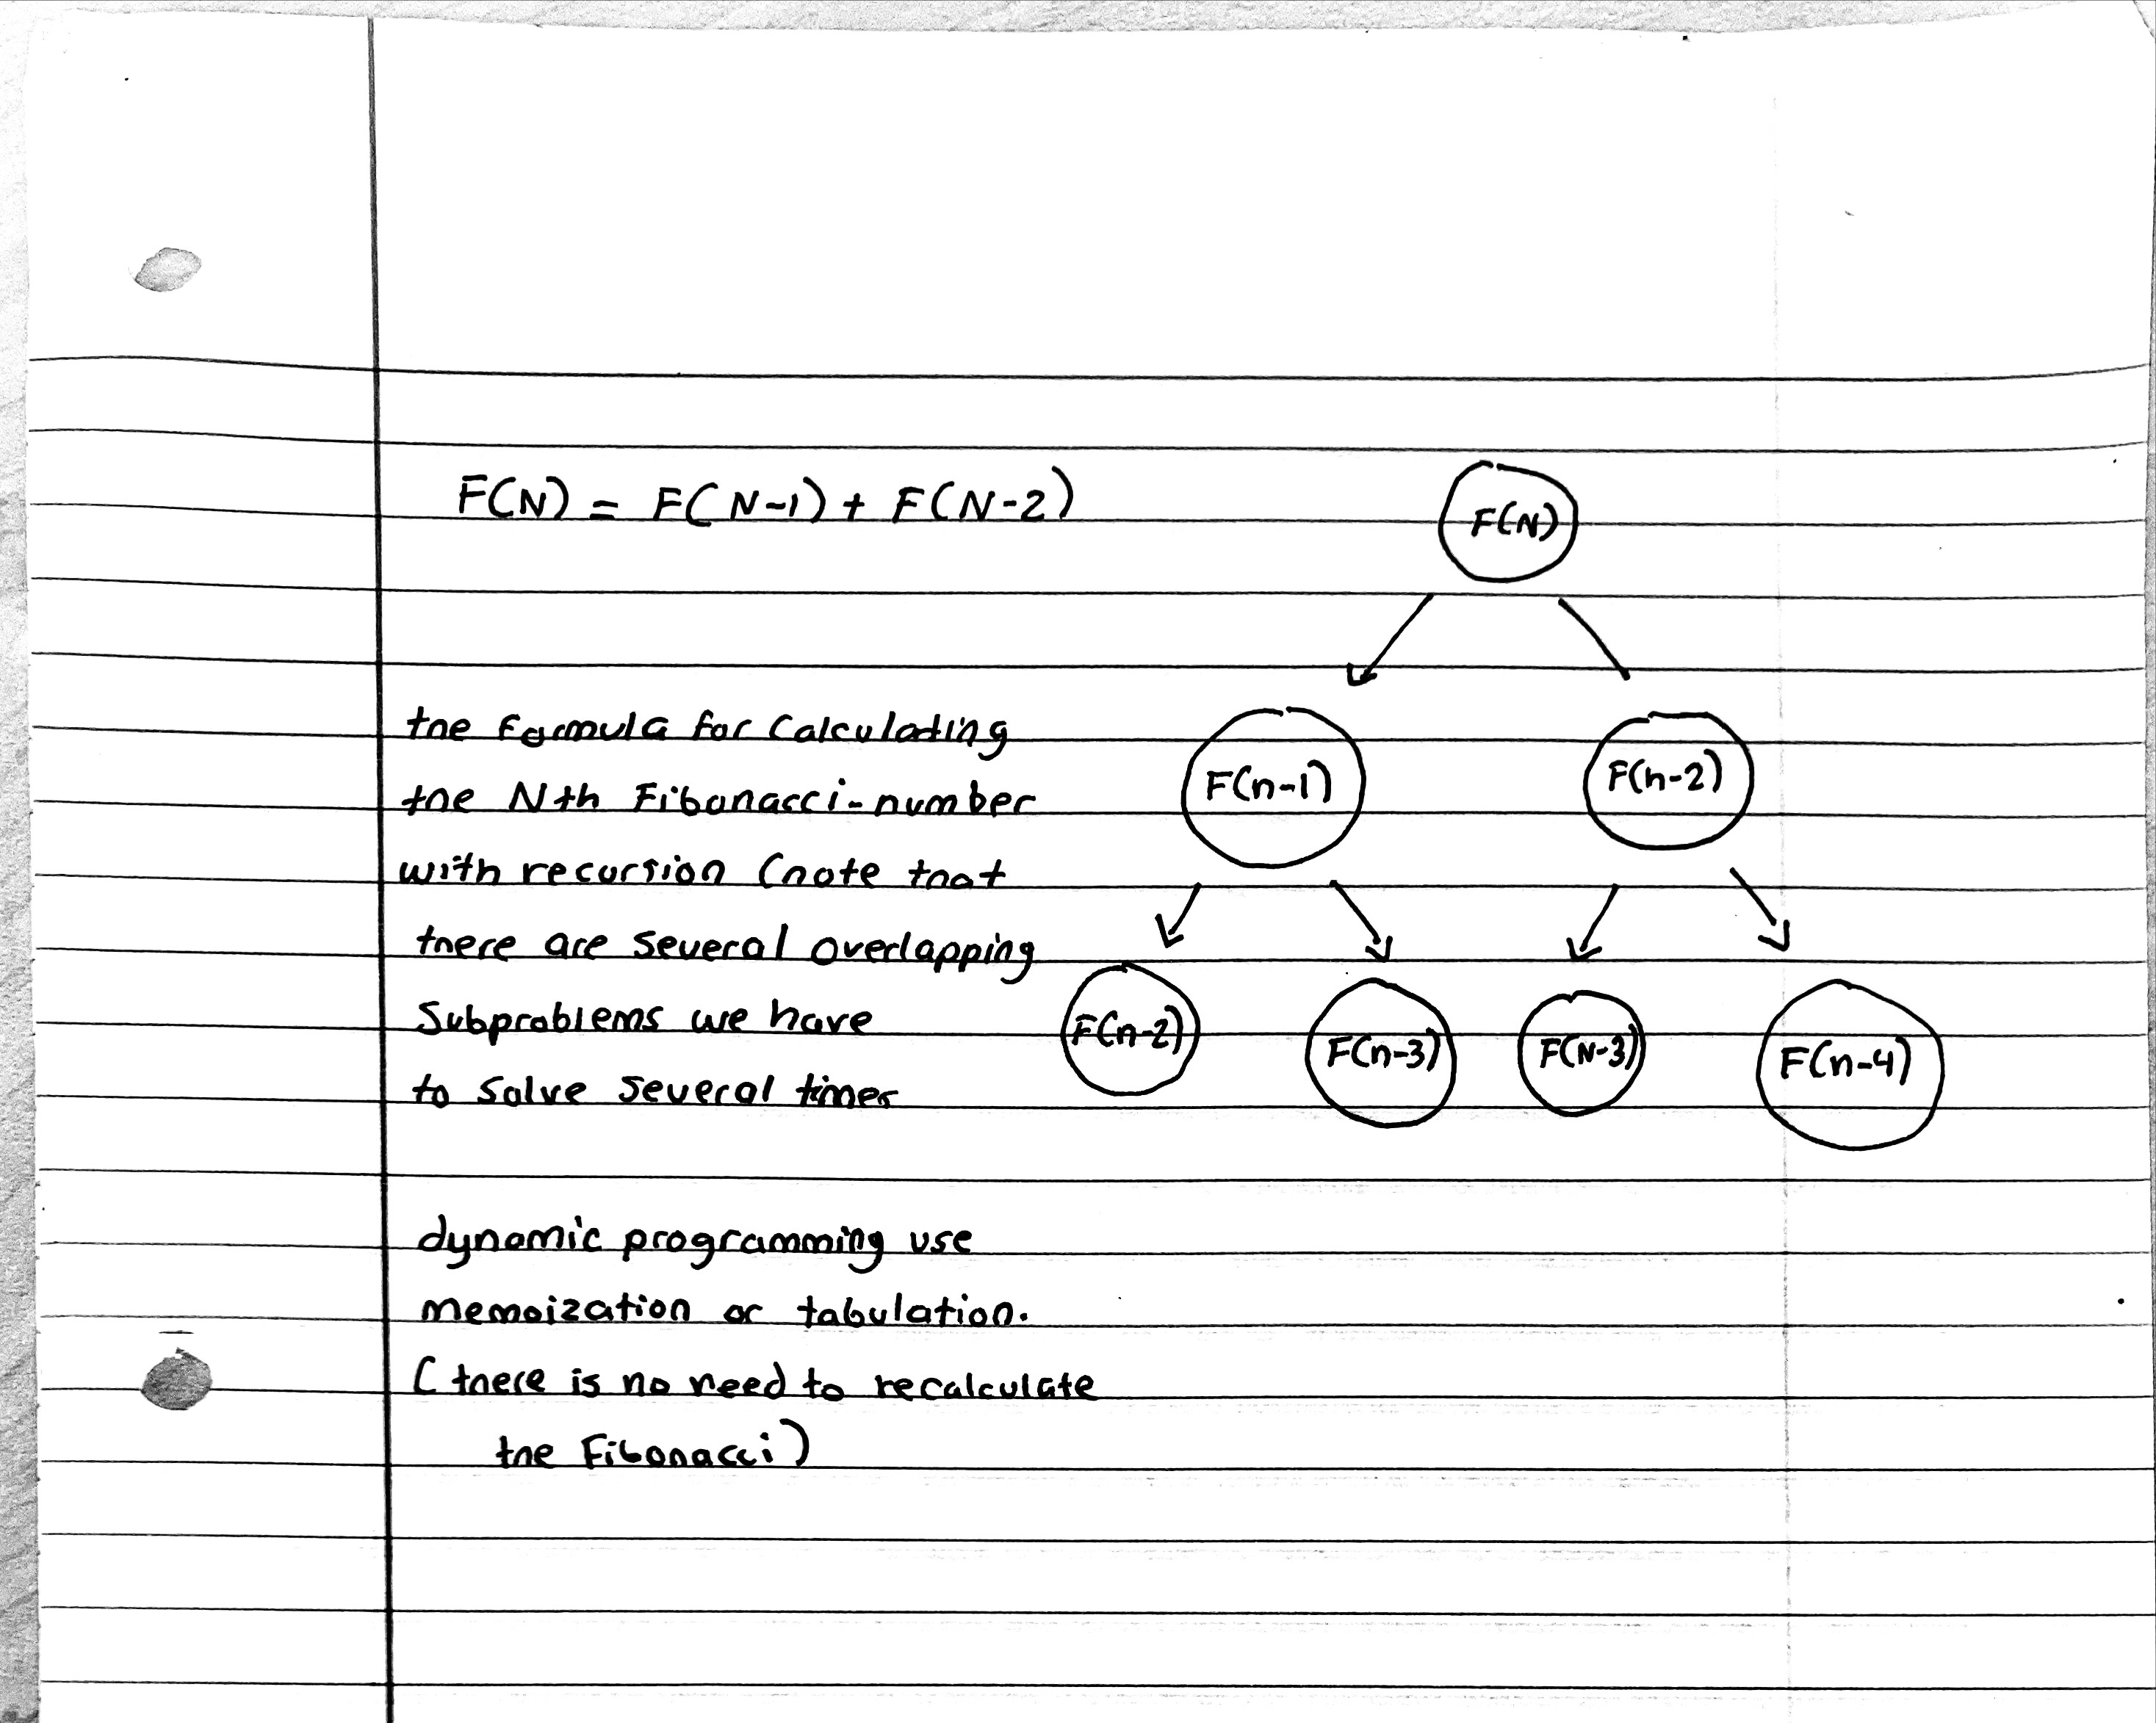 F(N) = F(N-1) + F(N-2)
the formula for Calculating
the Nth Fibonacci-number
with recursion (note that
there are several overlapping
Subproblems we have
to solve several times
dynamic programming use
memoization or tabulation.
(there is no need to recalculate
the Fibonacci)
F(N)
F(n-1) F(n-2)
F(n-2) F(n-3) F(N-3) F(n-4)